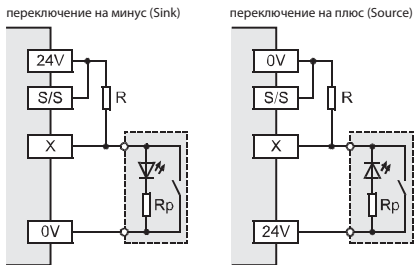 переключение на минус (Sink)
24V
S/S
R
X
Rp
0V
переключение на плюс (Source)
0V
S/S
R
X
Rp
24V